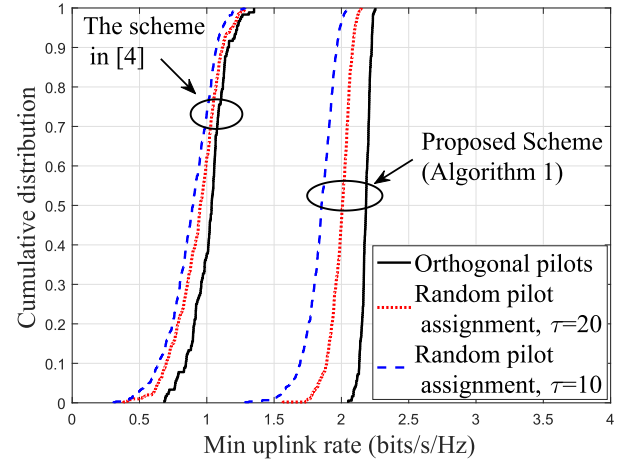 1
0.9
0.8
0.7
0.6
0.5
0.4
0.3
0.2
0.1
0
Cumulative distribution
The scheme
in [4]
Proposed Scheme
(Algorithm 1)
Orthogonal pilots
Random pilot
assignment, τ=20
Random pilot
assignment, τ=10
0 0.5 1 1.5 2 2.5 3 3.5 4
Min uplink rate (bits/s/Hz)